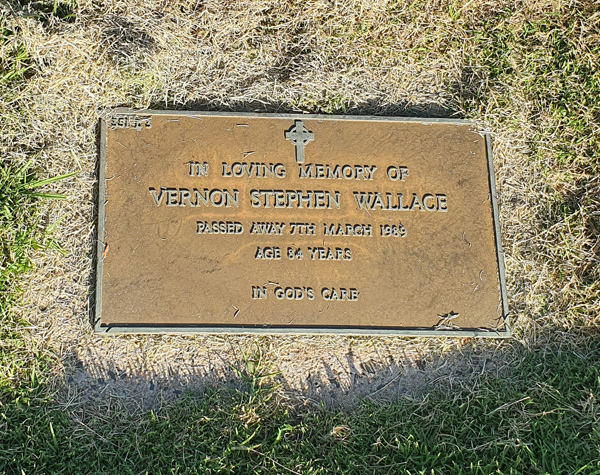 IN LOVING MEMORY OF
VERNON STEPHEN WALLACE
PASSED AWAY 7TH MARCH 1989
AGE 84 YEARS
IN GOD'S CARE